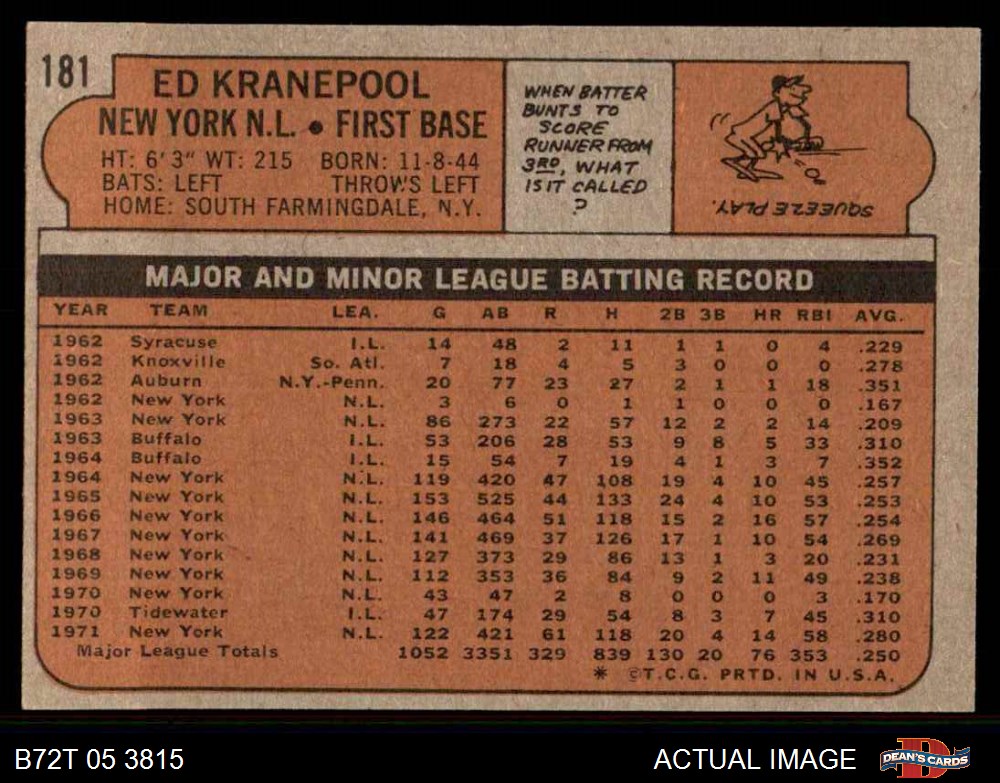 181
ED KRANEPOOL
NEW YORK N.L. • FIRST BASE
HT: 6'3" WT: 215 BORN: 11-8-44
BATS: LEFT THROWS LEFT
HOME: SOUTH FARMINGDALE, N.Y.
WHEN BATTER
BUNTS TO
SCORE
RUNNER FROM
3RD, WHAT
IS IT CALLED
?
SQUEEZE PLAY.
MAJOR AND MINOR LEAGUE BATTING RECORD
YEAR TEAM LEA. G AB R H 2B 3B HR RBI AVG.
1962 Syracuse I.L. 14 48 2 11 1 1 0 4 .229
1962 Knoxville So. Atl. 7 18 4 5 3 0 0 0 .278
1962 Auburn N.Y.-Penn. 20 77 23 27 2 1 1 18 .351
1962 New York N.L. 3 6 0 1 1 0 0 0 .167
1963 New York N.L. 86 273 22 57 12 2 2 14 .209
1963 Buffalo I.L. 53 206 28 53 9 8 5 33 .310
1964 Buffalo I.L. 15 54 7 19 4 1 3 7 .352
1964 New York N.L. 119 420 47 108 19 4 10 45 .257
1965 New York N.L. 153 525 44 133 24 4 10 53 .253
1966 New York N.L. 146 464 51 118 15 2 16 57 .254
1967 New York N.L. 141 469 37 126 17 1 10 54 .269
1968 New York N.L. 127 373 29 86 13 1 3 20 .231
1969 New York N.L. 112 353 36 84 9 2 11 49 .238
1970 New York N.L. 43 47 2 8 0 0 0 3 .170
1970 Tidewater I.L. 47 174 29 54 8 3 7 45 .310
1971 New York N.L. 122 421 61 118 20 4 14 58 .280
Major League Totals 1052 3351 329 839 130 20 76 353 .250
* ©T.C.G. PRTD. IN U.S.A.
B72T 05 3815 ACTUAL IMAGE DEAN'S CARDS